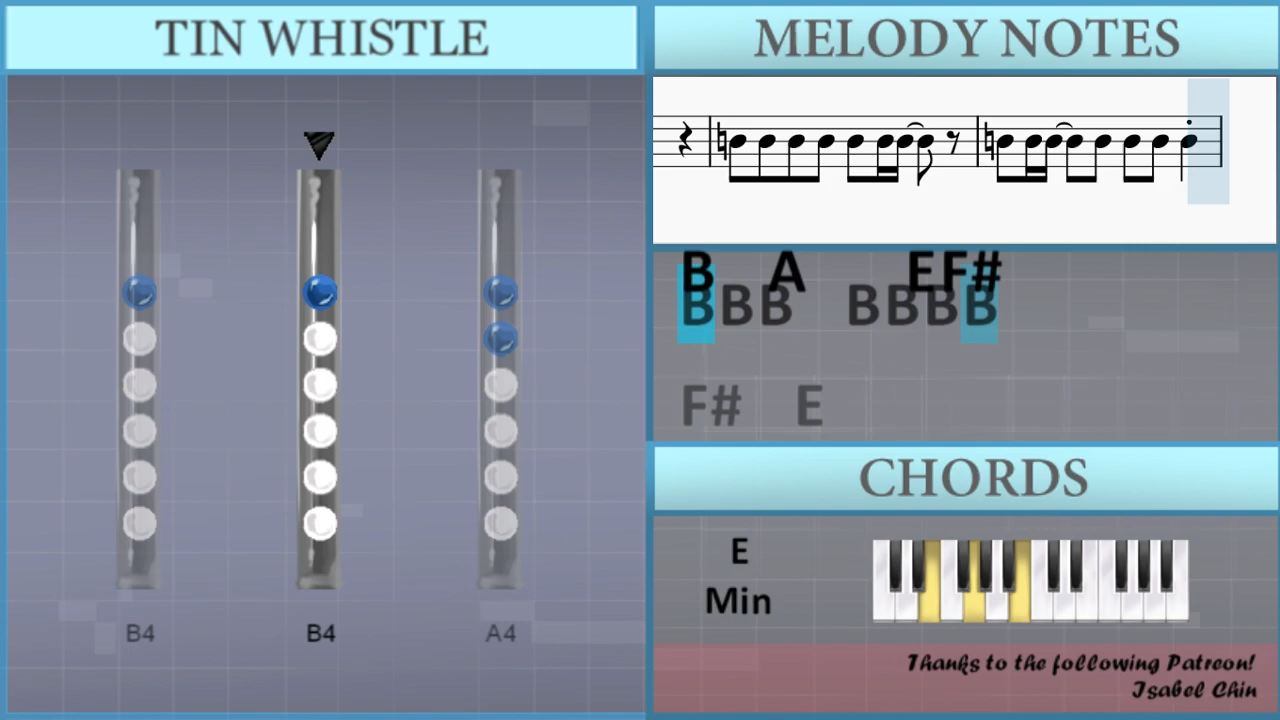 TIN WHISTLE
B4
B4
A4
MELODY NOTES
B A EF#
BBB BBBB
F# E
CHORDS
E
Min
Thanks to the following Patreon!
Isabel Chin